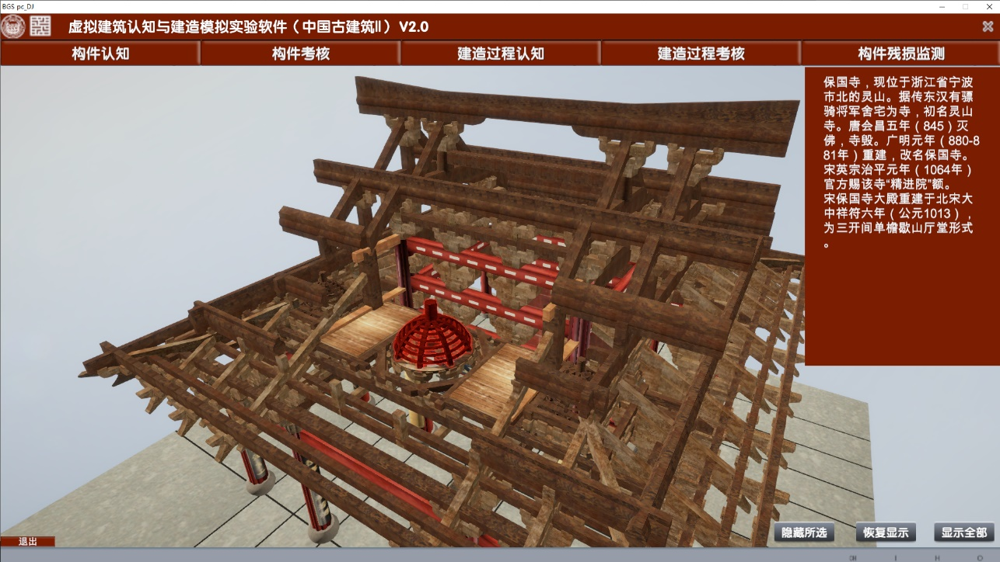 BGS pc_DJ
虚拟建筑认知与建造模拟实验软件（中国古建筑Ⅱ）V2.0
构件认知
构件考核
建造过程认知
建造过程考核
构件残损监测
保国寺，现位于浙江省宁波
市北的灵山。据传东汉有骠
骑将军舍宅为寺，初名灵山
寺。唐会昌五年（845）灭
佛，寺毁。广明元年（880-8
81年）重建，改名保国寺。
宋英宗治平元年（1064年）
官方赐该寺“精进院”额。
宋保国寺大殿重建于北宋大
中祥符六年（公元1013），
为三开间单檐歇山厅堂形式
。
隐藏所选
恢复显示
显示全部
退出